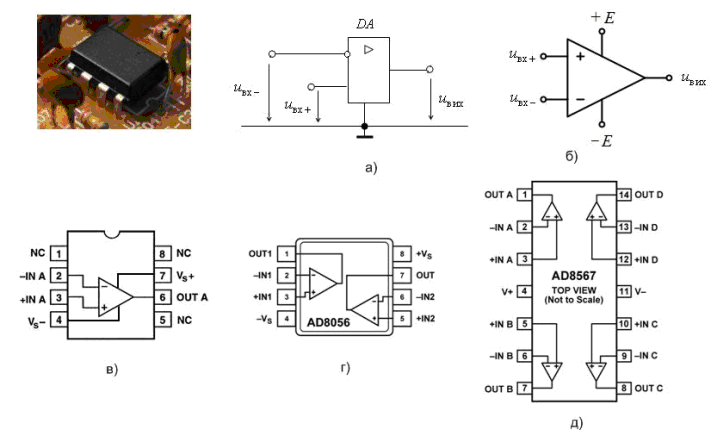 DA
uвх−
uвх+
uвих
а)
+E
uвх+
+
uвих
uвх−
−
−E
б)
NC 1 8 NC
–IN A 2 − 7 VS+
+IN A 3 + 6 OUT A
VS– 4 5 NC
в)
OUT1 1 8 +VS
–IN1 2 − 7 OUT
+IN1 3 + − 6 –IN2
–VS 4 AD8056 + 5 +IN2
г)
OUT A 1 14 OUT D
–IN A 2 − + + − 13 –IN D
+IN A 3 12 +IN D
AD8567
V+ 4 TOP VIEW 11 V–
(Not to Scale)
+IN B 5 10 +IN C
–IN B 6 − + + − 9 –IN C
OUT B 7 8 OUT C
д)